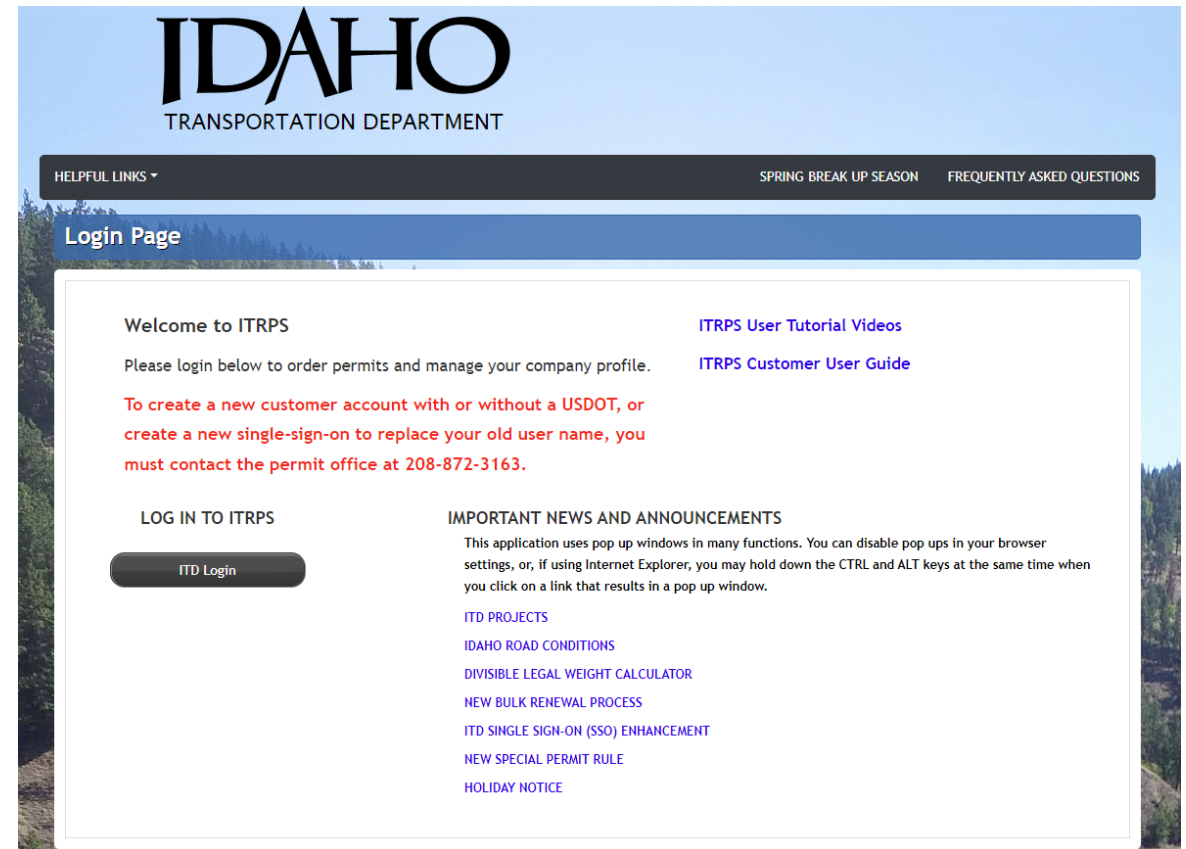 IDAHO
TRANSPORTATION DEPARTMENT
HELPFUL LINKS
SPRING BREAK UP SEASON
FREQUENTLY ASKED QUESTIONS
Login Page
Welcome to ITRPS
Please login below to order permits and manage your company profile.
To create a new customer account with or without a USDOT, or
create a new single-sign-on to replace your old user name, you
must contact the permit office at 208-872-3163.
ITRPS User Tutorial Videos
ITRPS Customer User Guide
LOG IN TO ITRPS
ITD Login
IMPORTANT NEWS AND ANNOUNCEMENTS
This application uses pop up windows in many functions. You can disable pop ups in your browser
settings, or, if using Internet Explorer, you may hold down the CTRL and ALT keys at the same time when
you click on a link that results in a pop up window.
ITD PROJECTS
IDAHO ROAD CONDITIONS
DIVISIBLE LEGAL WEIGHT CALCULATOR
NEW BULK RENEWAL PROCESS
ITD SINGLE SIGN-ON (SSO) ENHANCEMENT
NEW SPECIAL PERMIT RULE
HOLIDAY NOTICE